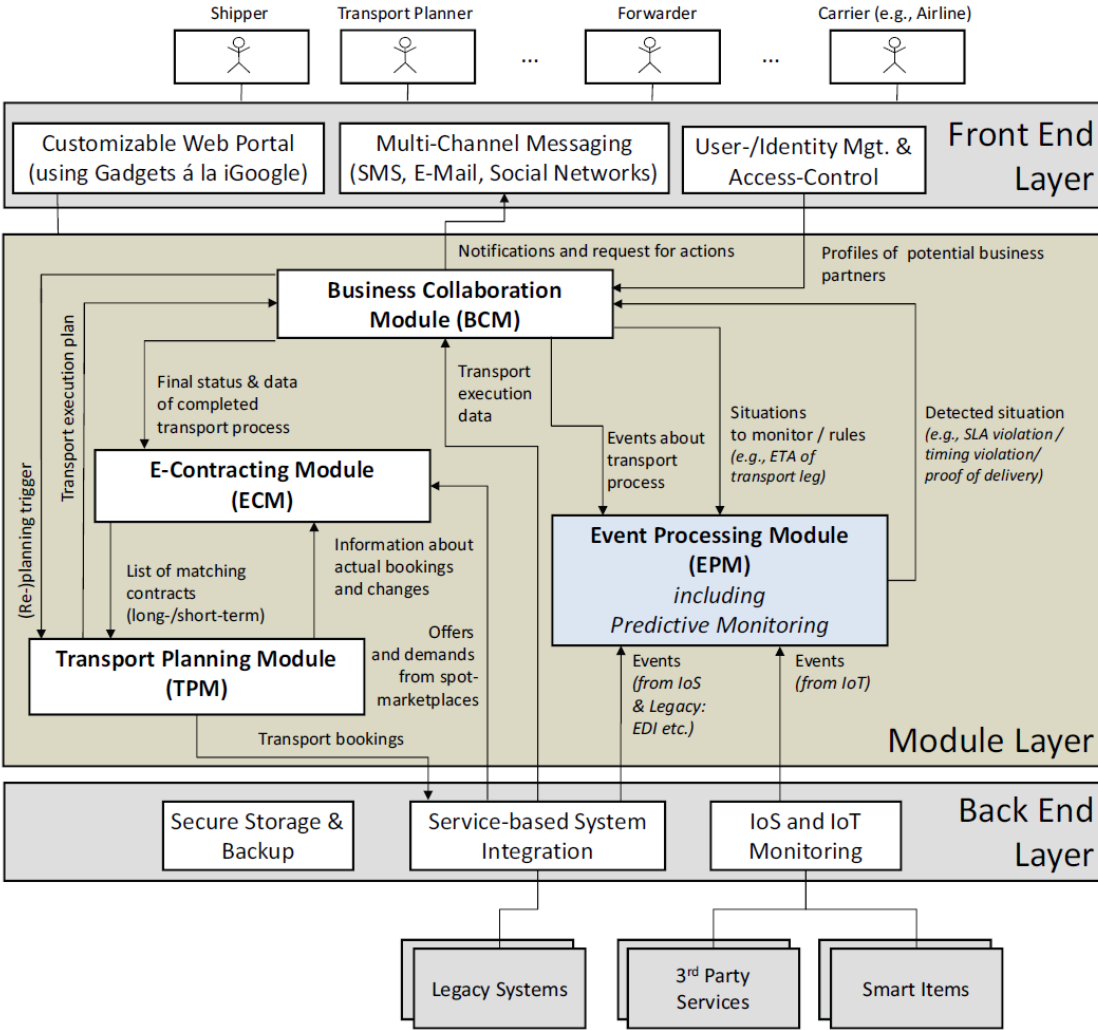 Shipper
Transport Planner
Forwarder
Carrier (e.g., Airline)
...
...
Customizable Web Portal
(using Gadgets á la iGoogle)
Multi-Channel Messaging
(SMS, E-Mail, Social Networks)
User-/Identity Mgt. &
Access-Control
Front End
Layer
Notifications and request for actions
Profiles of potential business
partners
Business Collaboration
Module (BCM)
(Re-)planning trigger
Transport execution plan
Final status & data
of completed
transport process
Transport
execution
data
Events about
transport
process
Situations
to monitor / rules
(e.g., ETA of
transport leg)
Detected situation
(e.g., SLA violation /
timing violation/
proof of delivery)
E-Contracting Module
(ECM)
List of matching
contracts
(long-/short-term)
Information about
actual bookings
and changes
Offers
and demands
from spot-
marketplaces
Event Processing Module
(EPM)
including
Predictive Monitoring
Transport Planning Module
(TPM)
Transport bookings
Events
(from IoS
& Legacy:
EDI etc.)
Events
(from IoT)
Module Layer
Secure Storage &
Backup
Service-based System
Integration
IoS and IoT
Monitoring
Back End
Layer
Legacy Systems
3rd Party
Services
Smart Items